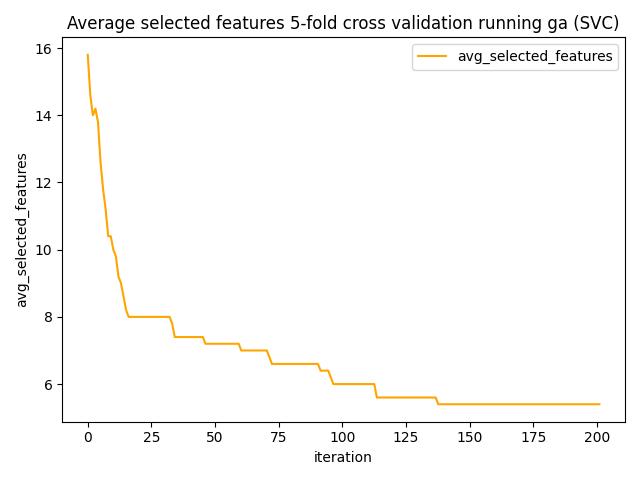 Average selected features 5-fold cross validation running ga (SVC)
avg_selected_features
16
14
12
10
8
6
avg_selected_features
0 25 50 75 100 125 150 175 200
iteration